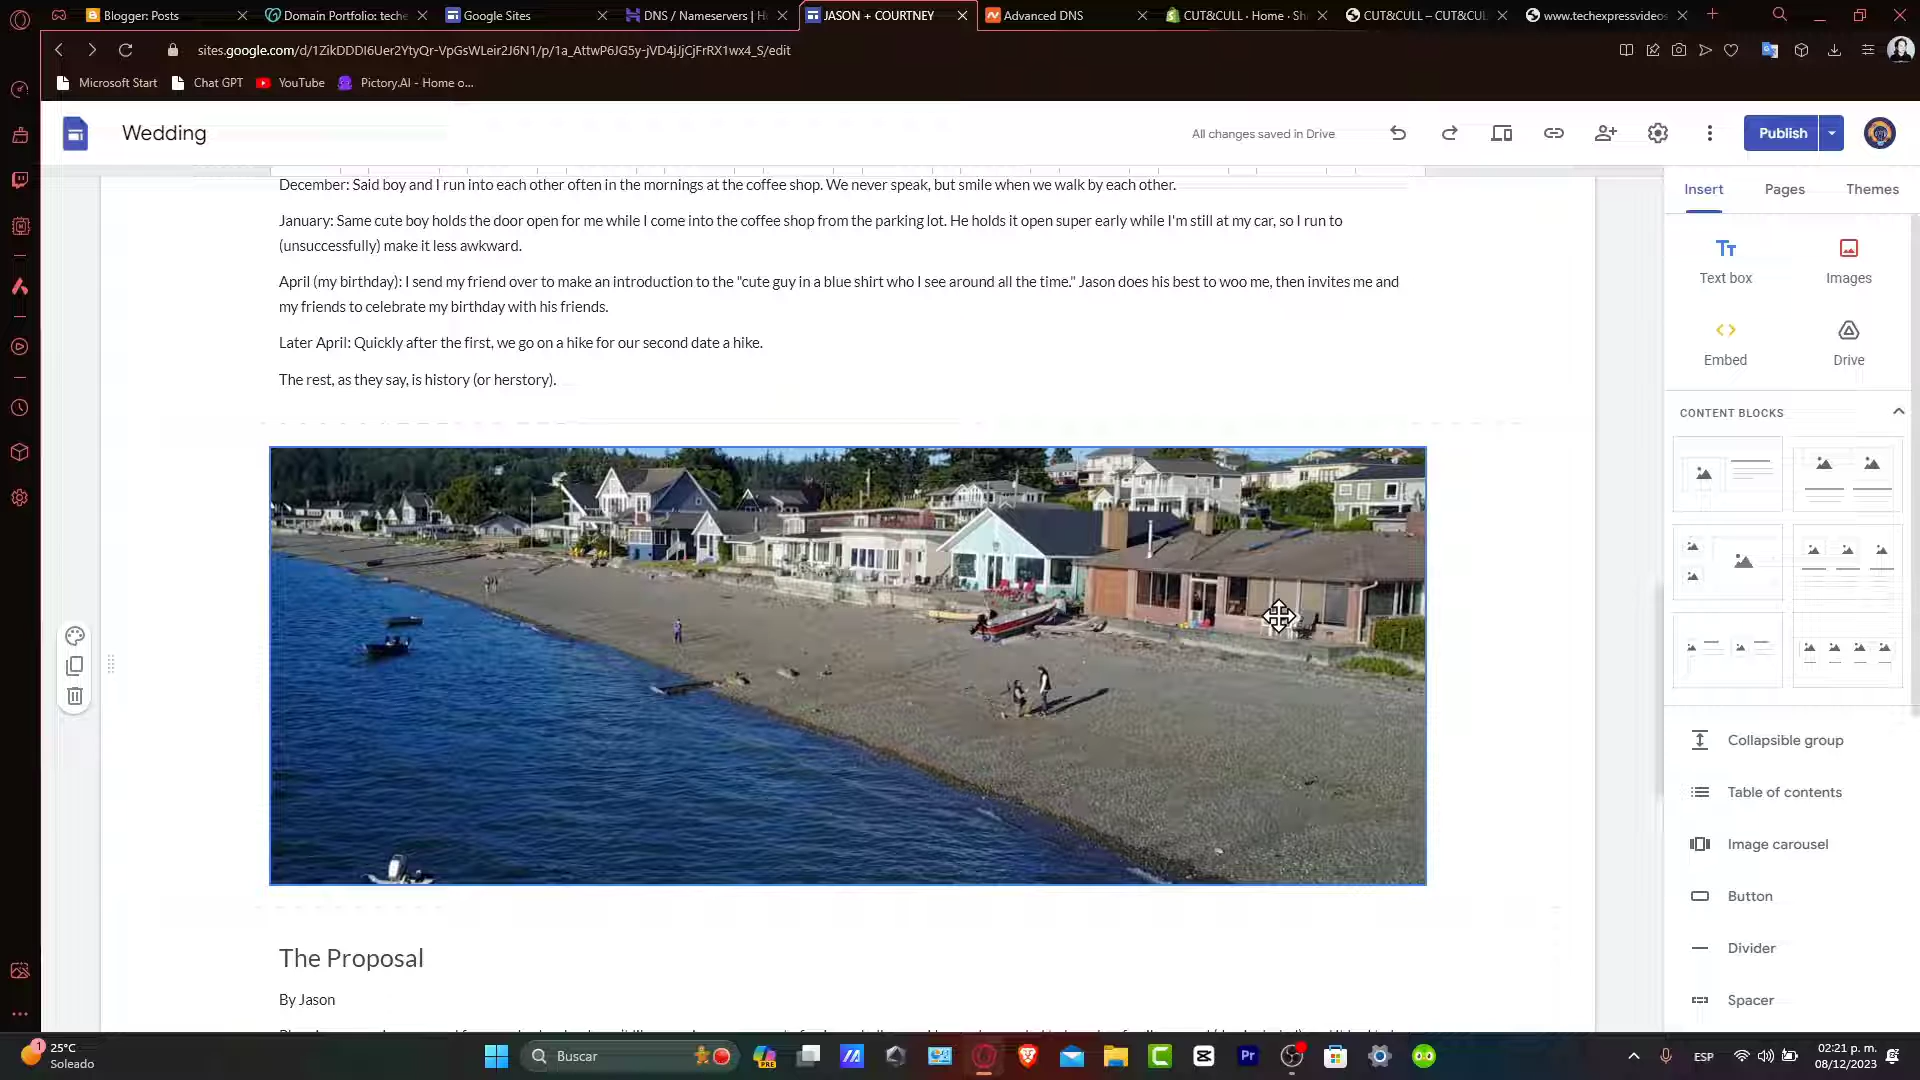 Blogger: Posts
Domain Portfolio: teche
Google Sites
DNS / Nameservers | H
JASON + COURTNEY
Advanced DNS
CUT&CULL · Home · Sh
CUT&CULL – CUT&CUL
www.techexpressvideos
sites.google.com/d/1ZikDDDI6Uer2YtyQr-VpGsWLeir2J6N1/p/1a_AttwP6JG5y-jVD4jJjCjFrRX1wx4_S/edit
Microsoft Start
Chat GPT
YouTube
Pictory.AI - Home o...
Wedding
All changes saved in Drive
Publish
Insert
Pages
Themes
December: Said boy and I run into each other often in the mornings at the coffee shop. We never speak, but smile when we walk by each other.
January: Same cute boy holds the door open for me while I come into the coffee shop from the parking lot. He holds it open super early while I'm still at my car, so I run to
(unsuccessfully) make it less awkward.
April (my birthday): I send my friend over to make an introduction to the "cute guy in a blue shirt who I see around all the time." Jason does his best to woo me, then invites me and
my friends to celebrate my birthday with his friends.
Later April: Quickly after the first, we go on a hike for our second date a hike.
The rest, as they say, is history (or herstory).
The Proposal
By Jason
Text box
Images
Embed
Drive
CONTENT BLOCKS
Collapsible group
Table of contents
Image carousel
Button
Divider
Spacer
1
25°C
Soleado
Buscar
PRE
Pr
ESP
02:21 p. m.
08/12/2023